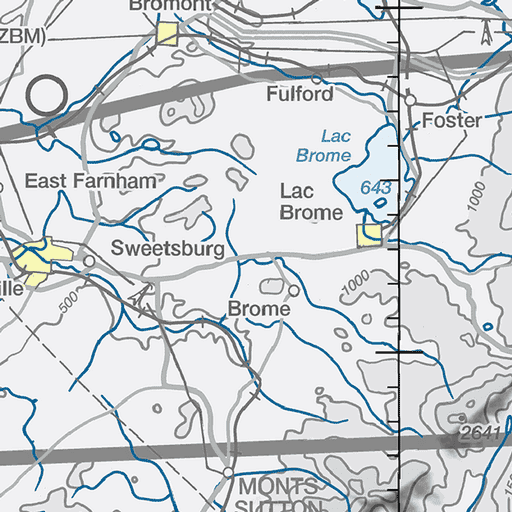 Bromont
ZBM)
Fulford
Foster
Lac
Brome
East Farnham
643
Lac
Brome
1000
Sweetsburg
ille
500
1000
Brome
2641
MONTS
SUTTON